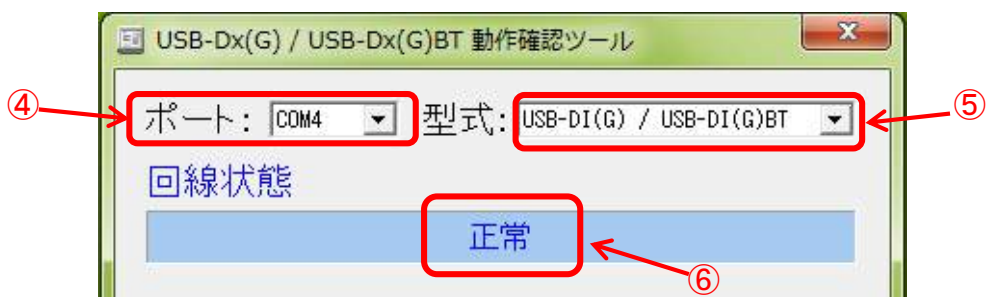 USB-Dx(G) / USB-Dx(G)BT 動作確認ツール
④ ポート: COM4 型式: USB-DI(G) / USB-DI(G)BT ⑤
回線状態
正常
⑥